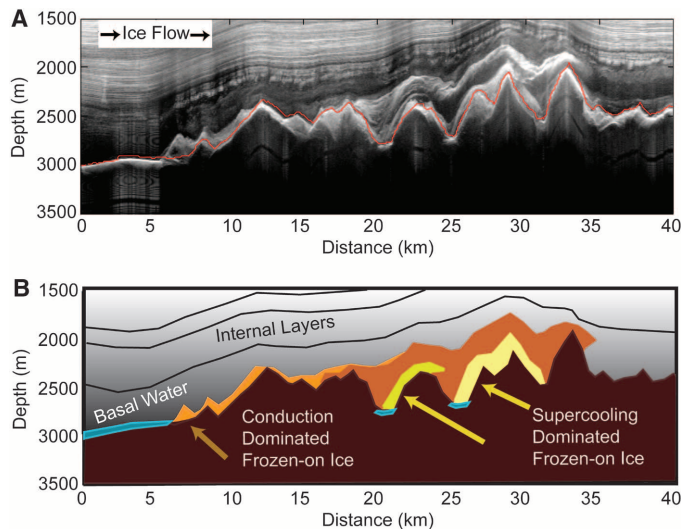 A
→Ice Flow→
Depth (m)
1500
2000
2500
3000
3500
0 5 10 15 20 25 30 35 40
Distance (km)
B
Depth (m)
1500
2000
2500
3000
3500
Internal Layers
Basal Water
Conduction
Dominated
Frozen-on Ice
Supercooling
Dominated
Frozen-on Ice
0 5 10 15 20 25 30 35 40
Distance (km)